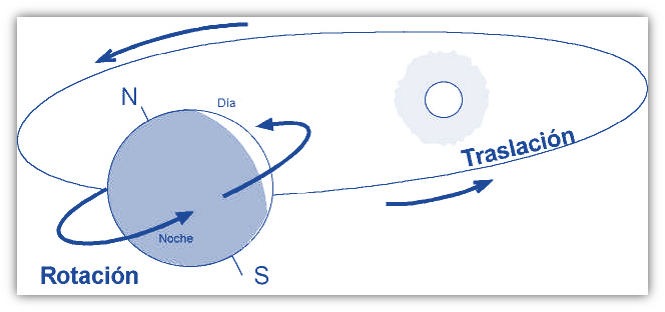 N
Día
Traslación
Noche
Rotación
S